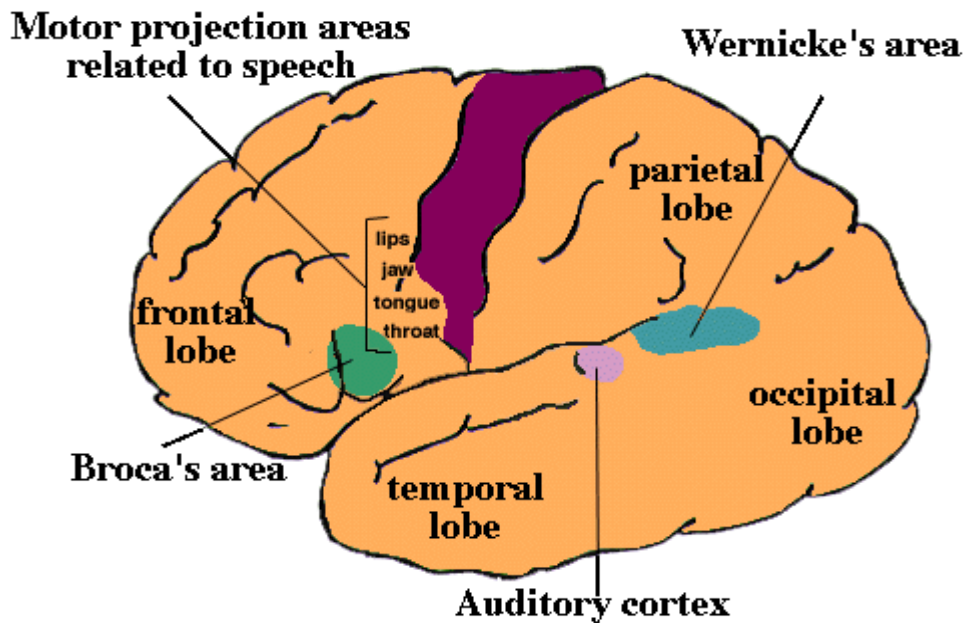 Motor projection areas
related to speech
Wernicke's area
parietal
lobe
lips
jaw
tongue
throat
frontal
lobe
occipital
lobe
Broca's area
temporal
lobe
Auditory cortex